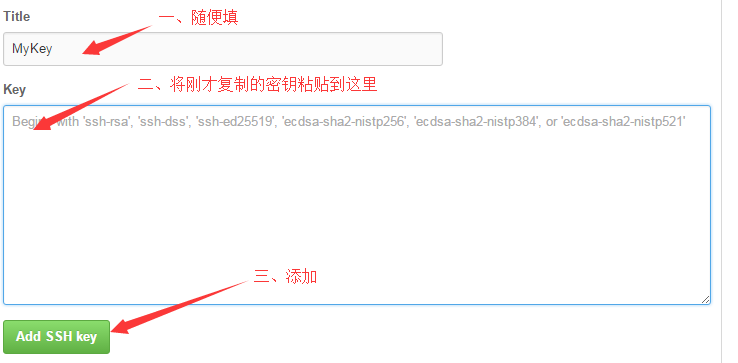 Title
一、随便填
MyKey
二、将刚才复制的密钥粘贴到这里
Key
Begins with 'ssh-rsa', 'ssh-dss', 'ssh-ed25519', 'ecdsa-sha2-nistp256', 'ecdsa-sha2-nistp384', or 'ecdsa-sha2-nistp521'
三、添加
Add SSH key